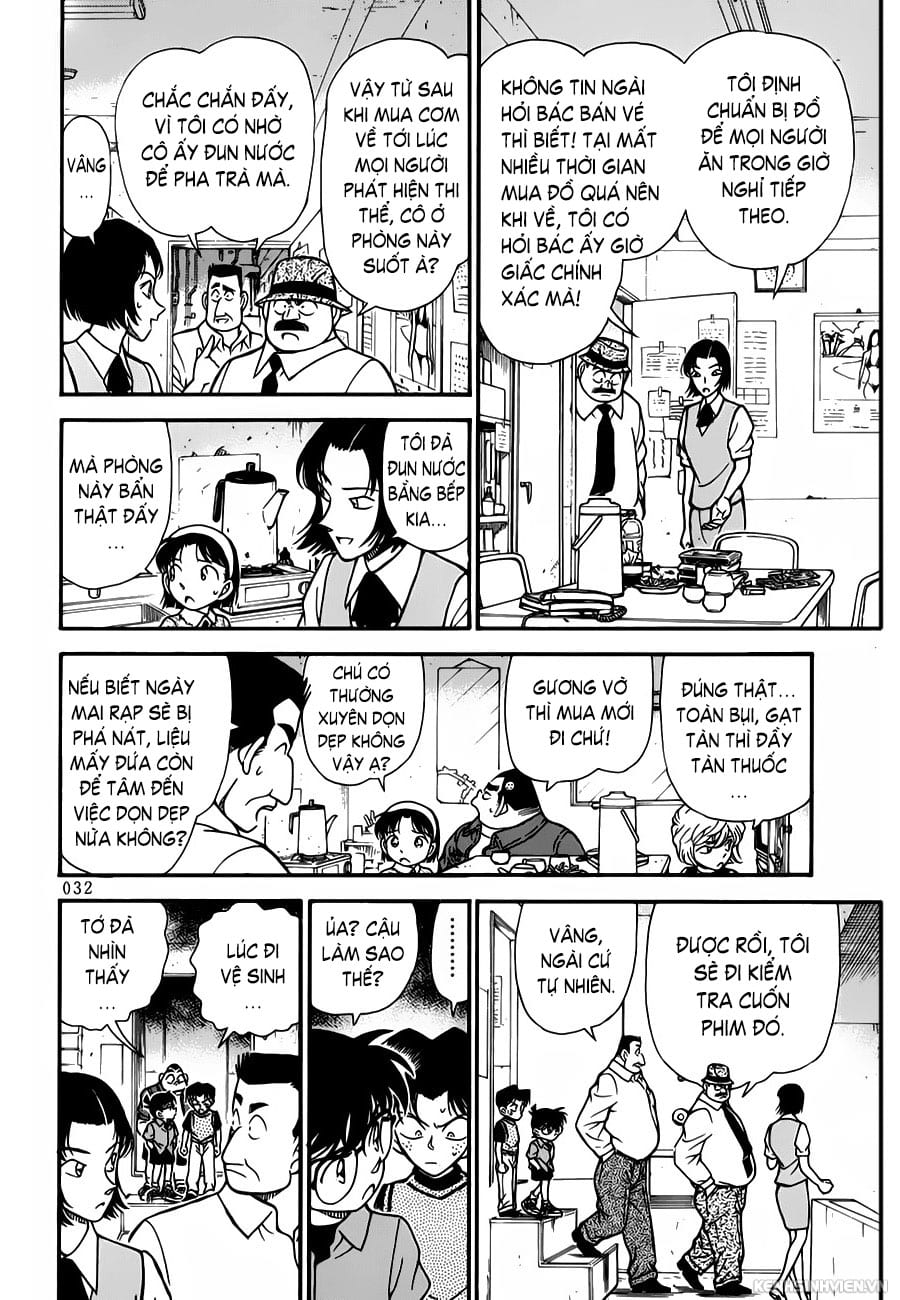 TÔI ĐỊNH
CHUẨN BỊ ĐỒ
ĐỂ MỌI NGƯỜI
ĂN TRONG GIỜ
NGHỈ TIẾP
THEO.
KHÔNG TIN NGÀI
HỎI BÁC BÁN VÉ
THÌ BIẾT! TẠI MẤT
NHIỀU THỜI GIAN
MUA ĐỒ QUÁ NÊN
KHI VỀ, TÔI CÓ
HỎI BÁC ẤY GIỜ
GIẤC CHÍNH
XÁC MÀ!
VẬY TỪ SAU
KHI MUA CƠM
VỀ TỚI LÚC
MỌI NGƯỜI
PHÁT HIỆN THI
THỂ, CÔ Ở
PHÒNG NÀY
SUỐT À?
CHẮC CHẮN ĐẤY,
VÌ TÔI CÓ NHỜ
CÔ ẤY ĐUN NƯỚC
ĐỂ PHA TRÀ MÀ.
VÂNG
...
TÔI ĐÃ
ĐUN NƯỚC
BẰNG BẾP
KIA...
MÀ PHÒNG
NÀY BẨN
THẬT ĐẤY
...
ĐÚNG THẬT...
TOÀN BỤI, GẠT
TÀN THÌ ĐẦY
TÀN THUỐC
...
GƯƠNG VỠ
THÌ MUA MỚI
ĐI CHỨ!
CHÚ CÓ
THƯỜNG
XUYÊN DỌN
DẸP KHÔNG
VẬY Ạ?
NẾU BIẾT NGÀY
MAI RẠP SẼ BỊ
PHÁ NÁT, LIỆU
MẤY ĐỨA CÒN
ĐỂ TÂM ĐẾN
VIỆC DỌN DẸP
NỮA KHÔNG?
032
ĐƯỢC RỒI, TÔI
SẼ ĐI KIỂM
TRA CUỐN
PHIM ĐÓ.
VÂNG,
NGÀI CỨ
TỰ NHIÊN.
........
ỦA? CẬU
LÀM SAO
THẾ?
LÚC ĐI
VỆ SINH
...
TỚ ĐÃ
NHÌN
THẤY
...
KENHSINHVIEN.VN